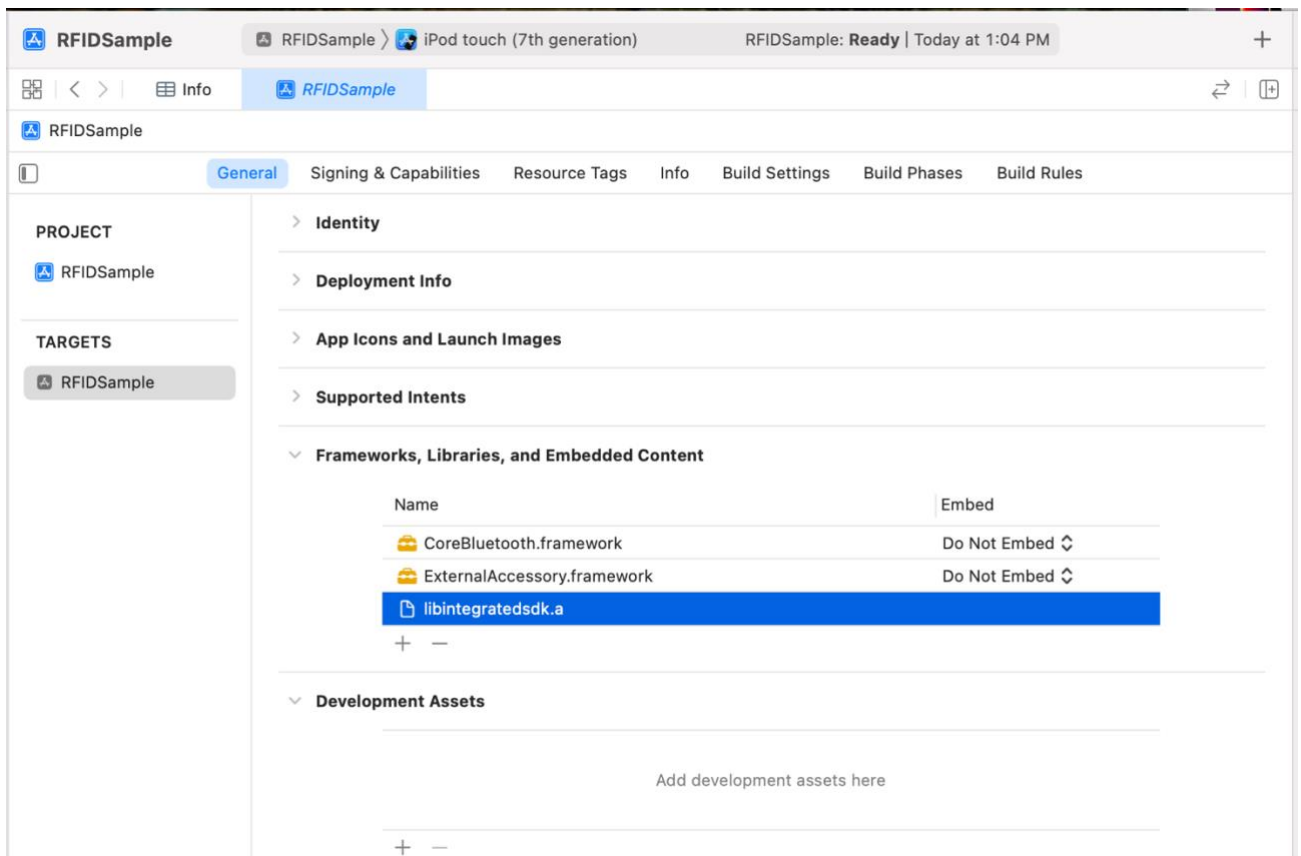 RFIDSample RFIDSample iPod touch (7th generation) RFIDSample: Ready | Today at 1:04 PM
Info RFIDSample
RFIDSample
General Signing & Capabilities Resource Tags Info Build Settings Build Phases Build Rules
PROJECT
RFIDSample
TARGETS
RFIDSample
Identity
Deployment Info
App Icons and Launch Images
Supported Intents
Frameworks, Libraries, and Embedded Content
Name Embed
CoreBluetooth.framework Do Not Embed
ExternalAccessory.framework Do Not Embed
libintegratedsdk.a
Development Assets
Add development assets here